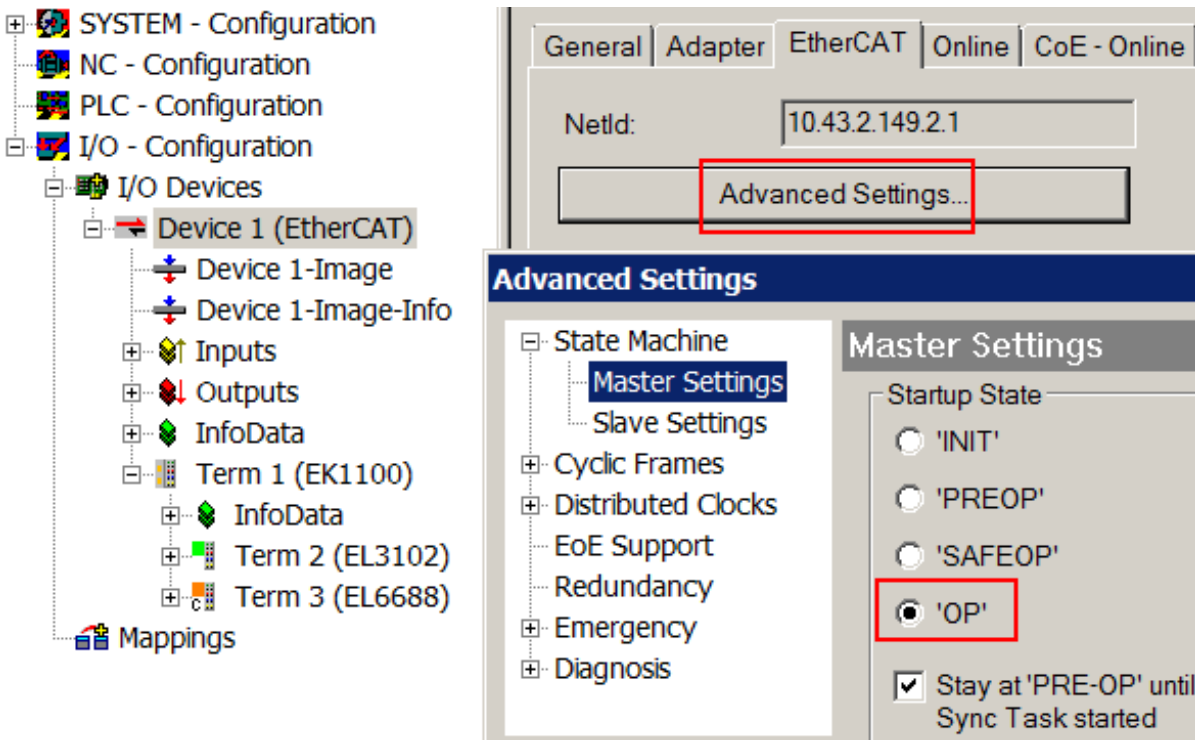 SYSTEM - Configuration
NC - Configuration
PLC - Configuration
I/O - Configuration
I/O Devices
Device 1 (EtherCAT)
Device 1-Image
Device 1-Image-Info
Inputs
Outputs
InfoData
Term 1 (EK1100)
InfoData
Term 2 (EL3102)
Term 3 (EL6688)
C
Mappings
General Adapter EtherCAT Online CoE - Online
NetId: 10.43.2.149.2.1
Advanced Settings...
Advanced Settings
State Machine
Master Settings
Slave Settings
Cyclic Frames
Distributed Clocks
EoE Support
Redundancy
Emergency
Diagnosis
Master Settings
Startup State
'INIT'
'PREOP'
'SAFEOP'
'OP'
Stay at 'PRE-OP' until
Sync Task started